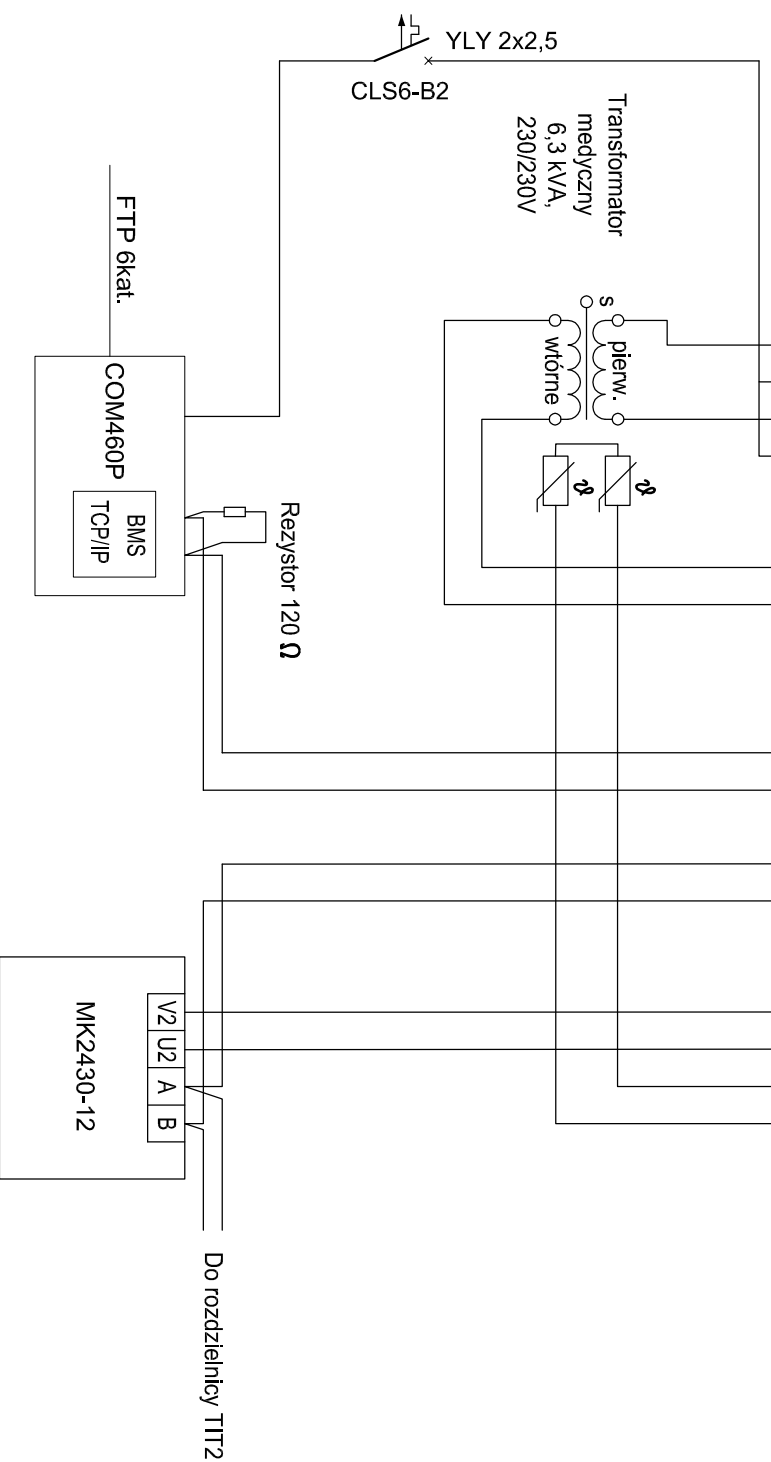 YLY 2x2,5
CLS6-B2
Transformator
medyczny
6,3 kVA,
230/230V
s
pierw.
wtórne
ϑ
ϑ
FTP 6kat.
COM460P
BMS
TCP/IP
Rezystor 120 Ω
V2
U2
A
B
MK2430-12
Do rozdzielnicy TIT2